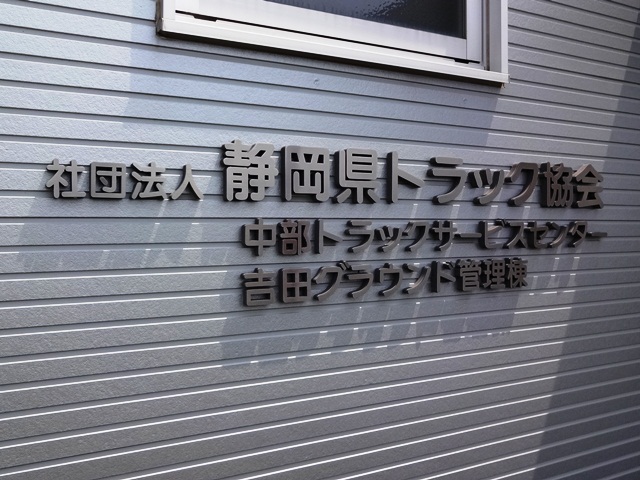 社団法人 静岡県トラック協会
中部トラックサービスセンター
吉田グラウンド管理棟